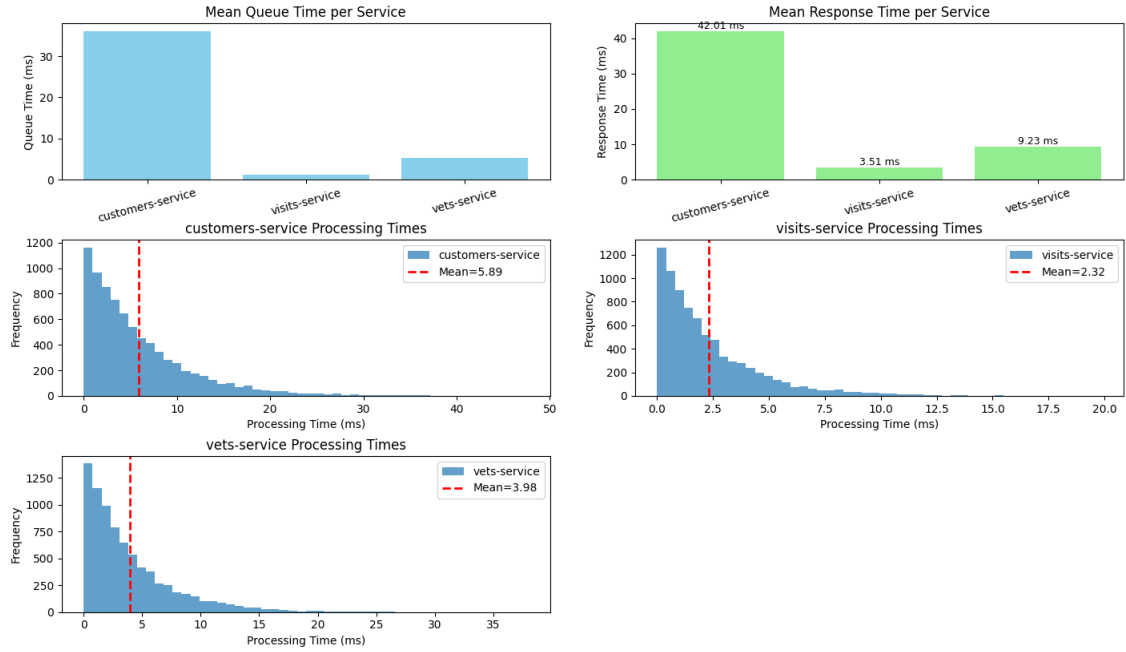 Mean Queue Time per Service
Queue Time (ms)
30
20
10
0
customers-service
visits-service
vets-service
Mean Response Time per Service
Response Time (ms)
40
30
20
10
0
42.01 ms
3.51 ms
9.23 ms
customers-service
visits-service
vets-service
customers-service Processing Times
Frequency
1200
1000
800
600
400
200
0
customers-service
Mean=5.89
0 10 20 30 40 50
Processing Time (ms)
visits-service Processing Times
Frequency
1200
1000
800
600
400
200
0
visits-service
Mean=2.32
0.0 2.5 5.0 7.5 10.0 12.5 15.0 17.5 20.0
Processing Time (ms)
vets-service Processing Times
Frequency
1250
1000
750
500
250
0
vets-service
Mean=3.98
0 5 10 15 20 25 30 35
Processing Time (ms)